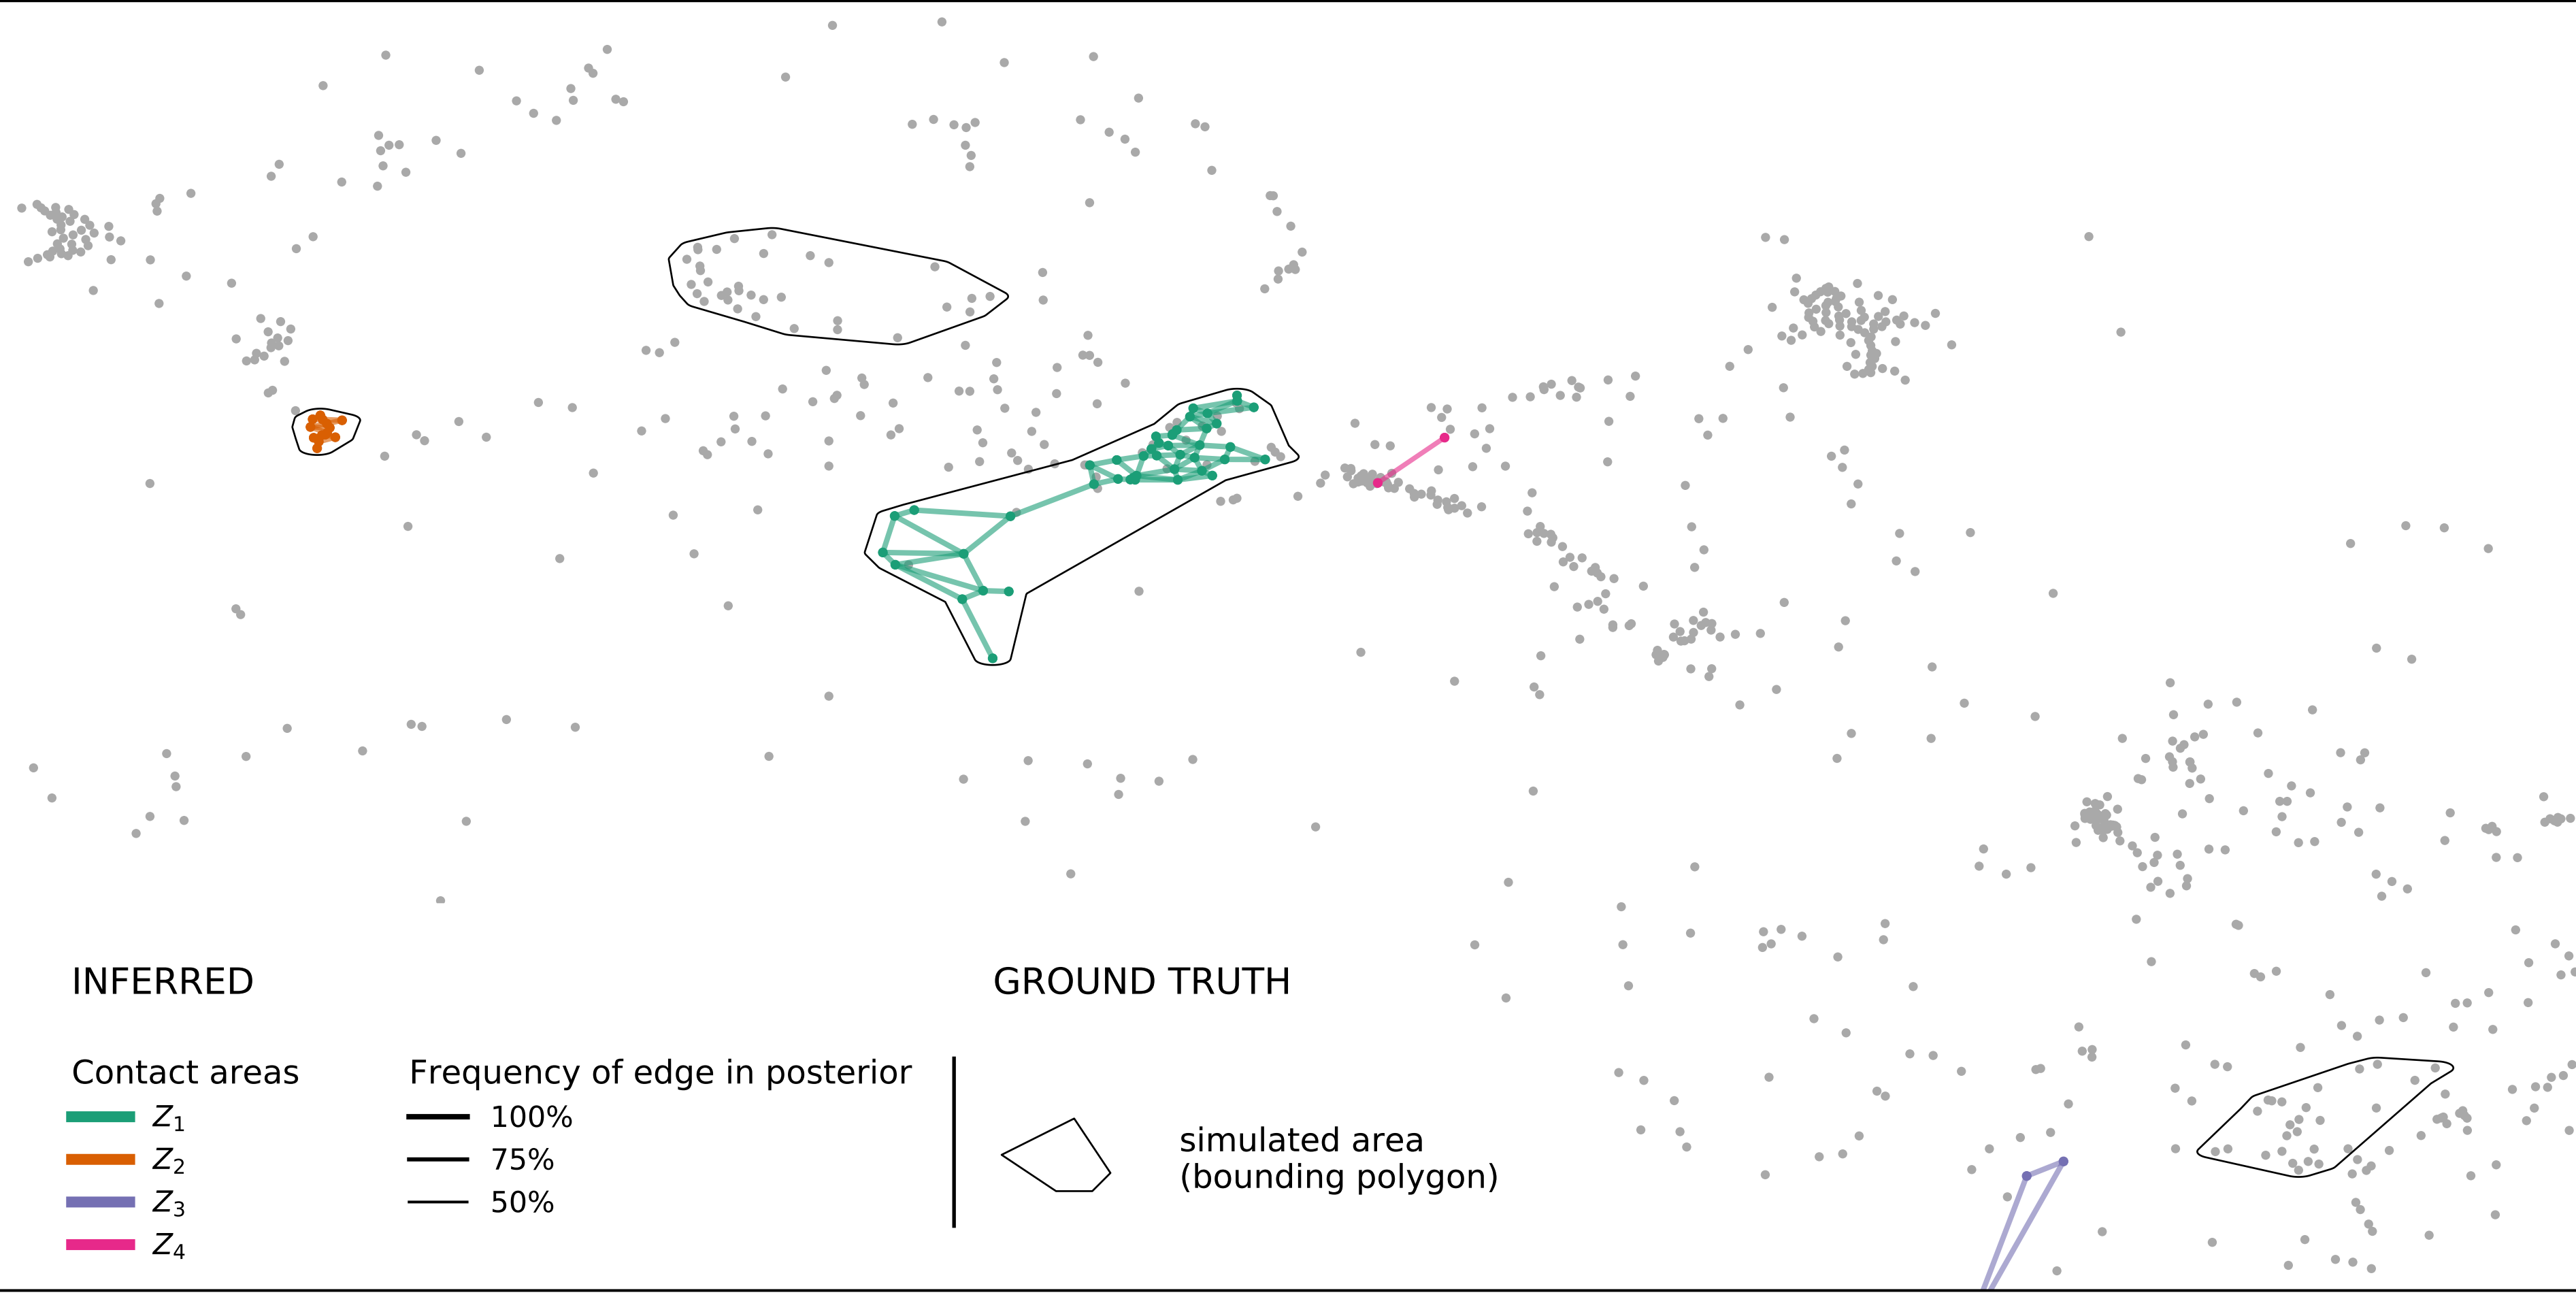 INFERRED
Contact areas
Z1
Z2
Z3
Z4
Frequency of edge in posterior
100%
75%
50%
GROUND TRUTH
simulated area
(bounding polygon)